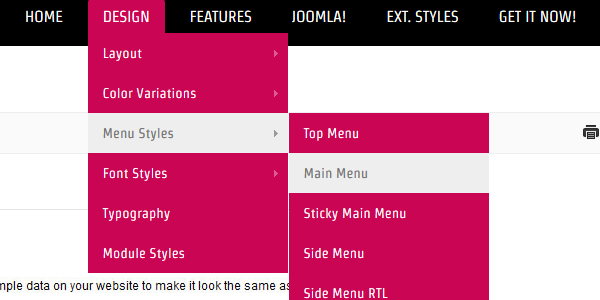 HOME DESIGN FEATURES JOOMLA! EXT. STYLES GET IT NOW!
Layout
Color Variations
Menu Styles
Font Styles
Typography
Module Styles
Top Menu
Main Menu
Sticky Main Menu
Side Menu
Side Menu RTL
data on your website to make it look the same as